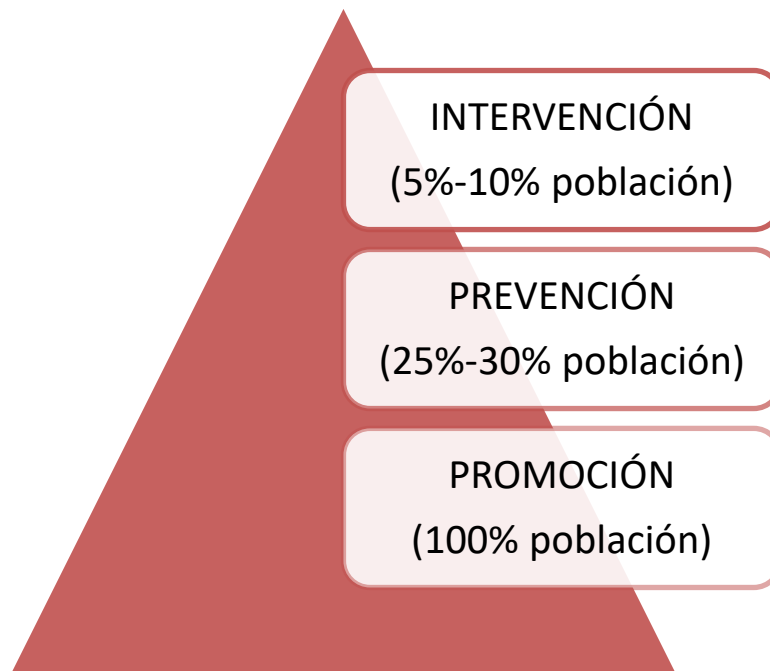 INTERVENCIÓN
(5%-10% población)
PREVENCIÓN
(25%-30% población)
PROMOCIÓN
(100% población)